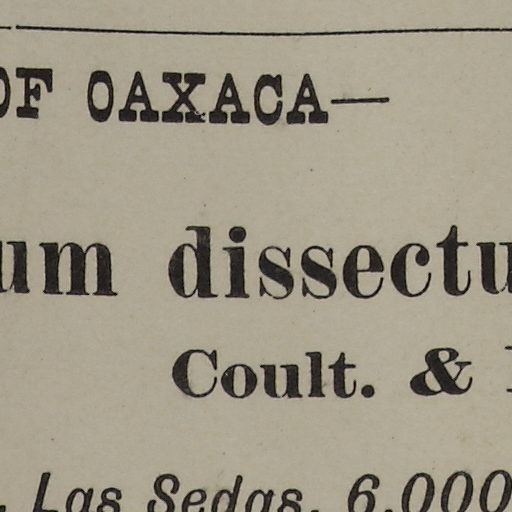 OF OAXACA—
um dissectu
Coult. &
. Las Sedas. 6,000